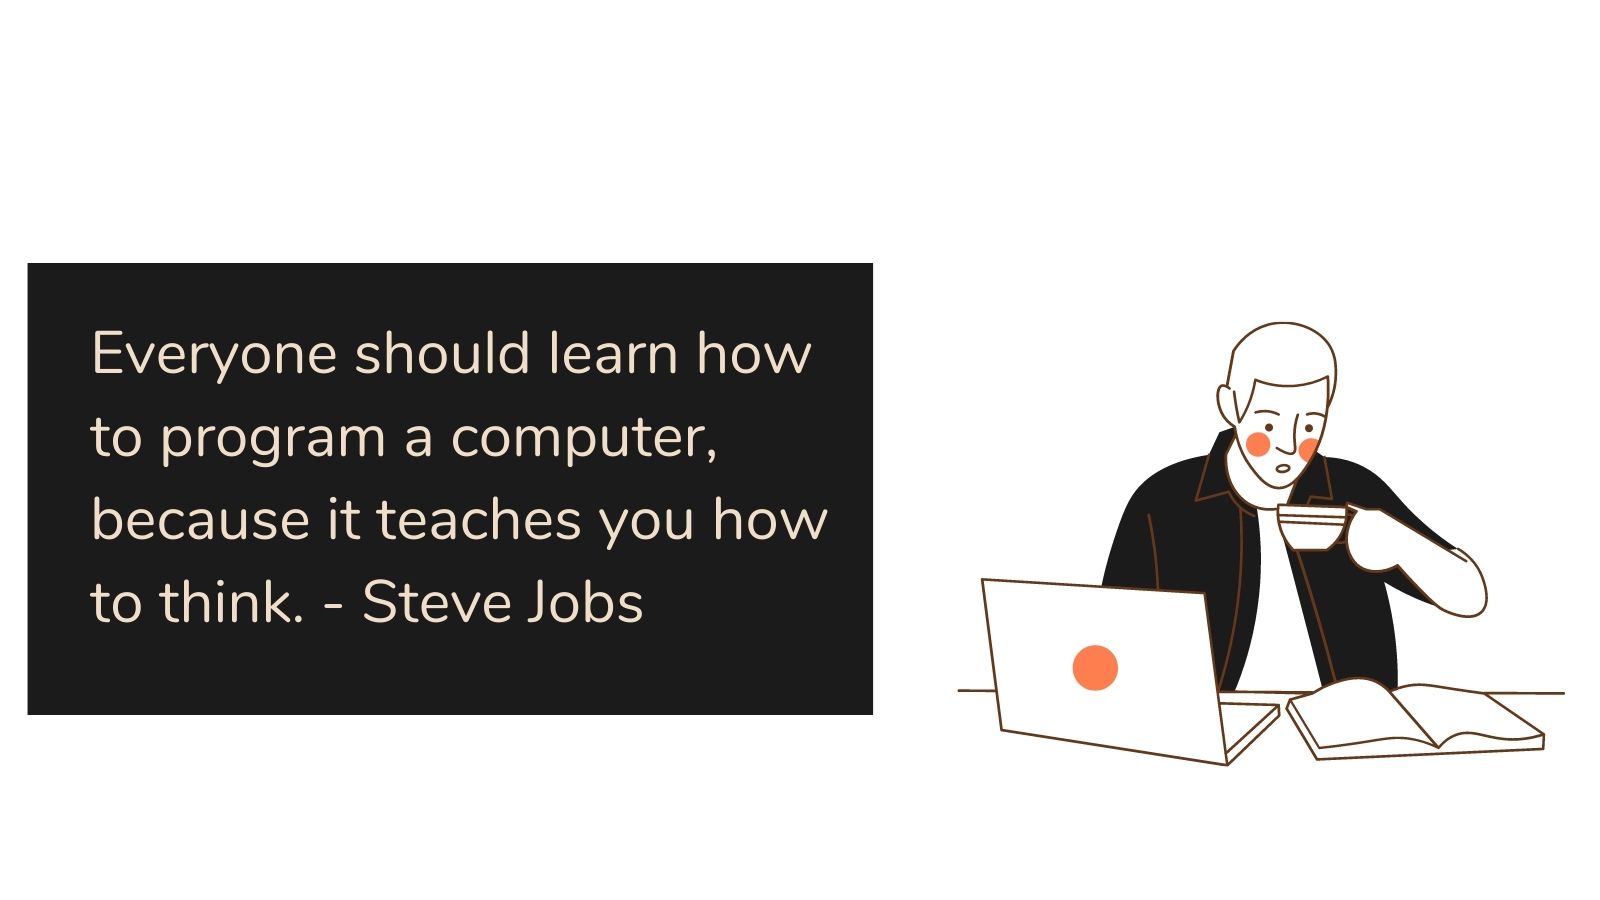 Everyone should learn how
to program a computer,
because it teaches you how
to think. - Steve Jobs